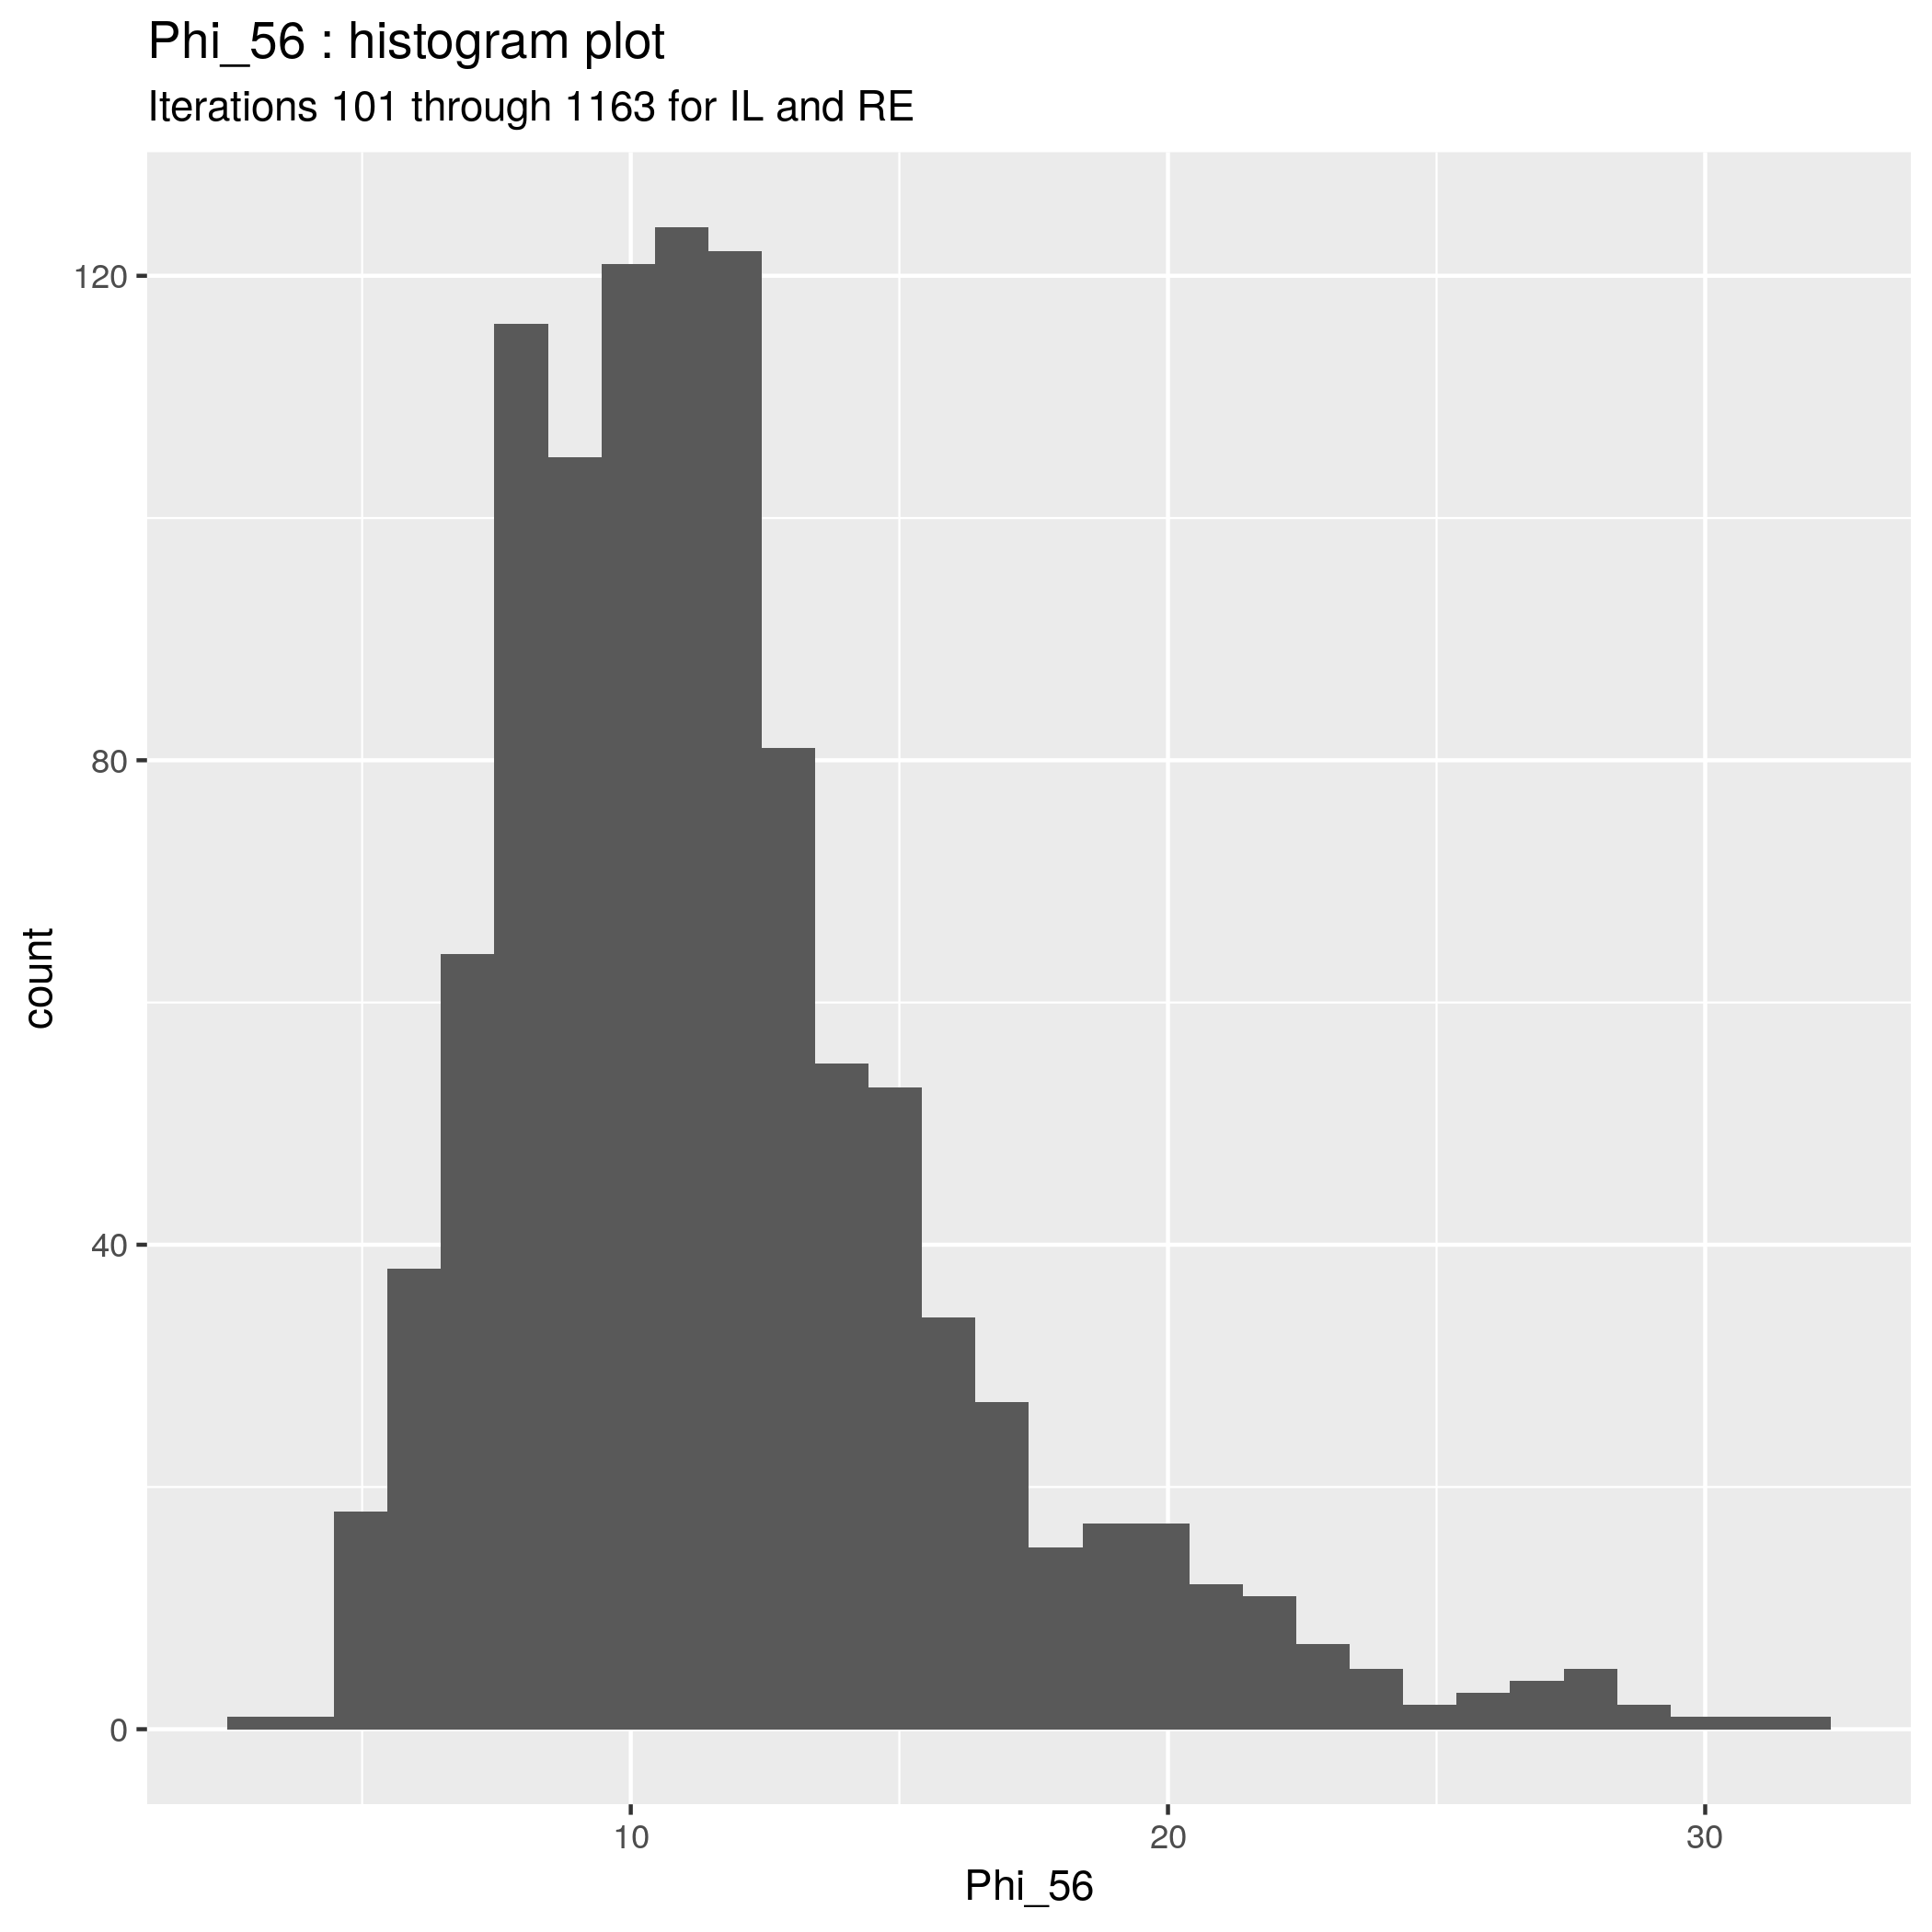 Phi_56 : histogram plot
Iterations 101 through 1163 for IL and RE
120
80
40
0
count
10 20 30
Phi_56